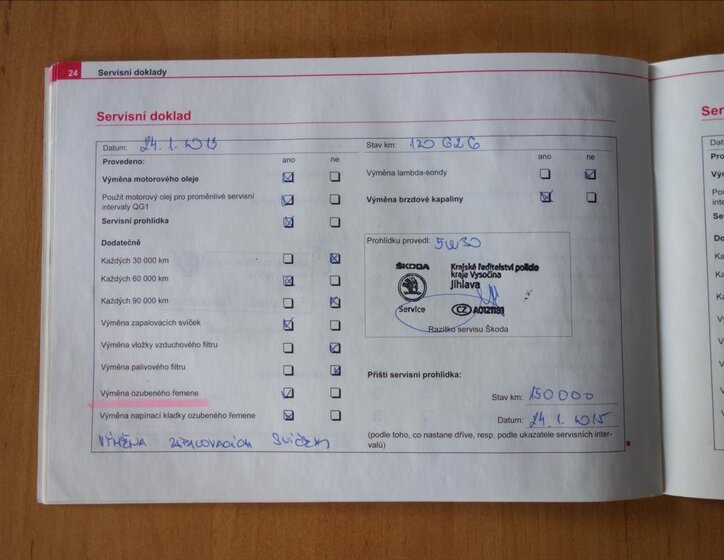 24 Servisní doklady
Servisní doklad
Datum: 24. 1. 2013
Stav km: 120 626
Provedeno: ano ne
ano ne
Výměna motorového oleje
Výměna lambda-sondy
Použit motorový olej pro proměnlivé servisní
intervaly QG1
Výměna brzdové kapaliny
Servisní prohlídka
Dodatečně
Každých 30 000 km
Každých 60 000 km
Každých 90 000 km
Výměna zapalovacích svíček
Výměna vložky vzduchového filtru
Výměna palivového filtru
Výměna ozubeného řemene
Výměna napínací kladky ozubeného řemene
VÝMĚNA ZAPALOVACÍCH SVÍČEK
Prohlídku provedl: 5W30
ŠKODA
Service
Krajské ředitelství policie
kraje Vysočina
Jihlava
CZ
Razítko servisu Škoda
Příští servisní prohlídka:
Stav km: 150000
Datum: 24. 1. 2015
(podle toho, co nastane dříve, resp. podle ukazatele servisních inter-
valů)
Ser